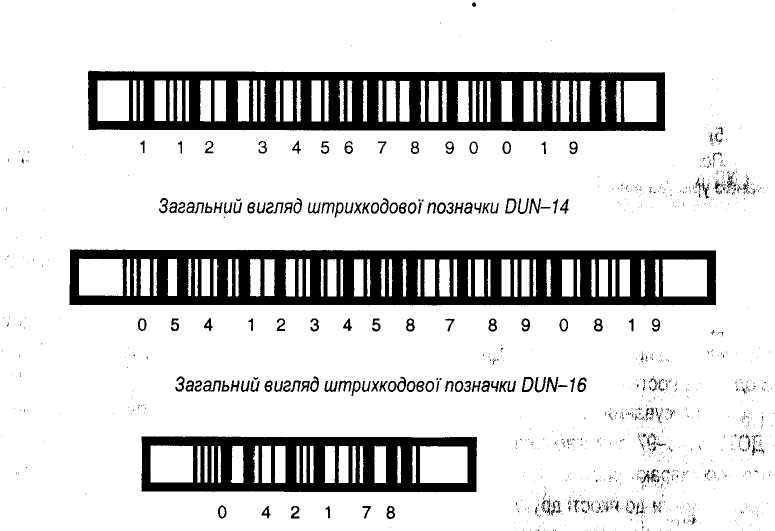 1 1 2 3 4 5 6 7 8 9 0 0 1 9
Загальний вигляд штрихкодової позначки DUN–14
0 5 4 1 2 3 4 5 8 7 8 9 0 8 1 9
Загальний вигляд штрихкодової позначки DUN–16
0 4 2 1 7 8